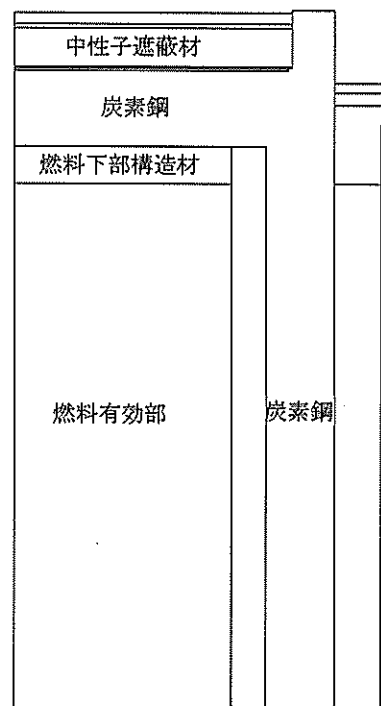 中性子遮蔽材
炭素鋼
燃料下部構造材
燃料有効部
炭素鋼